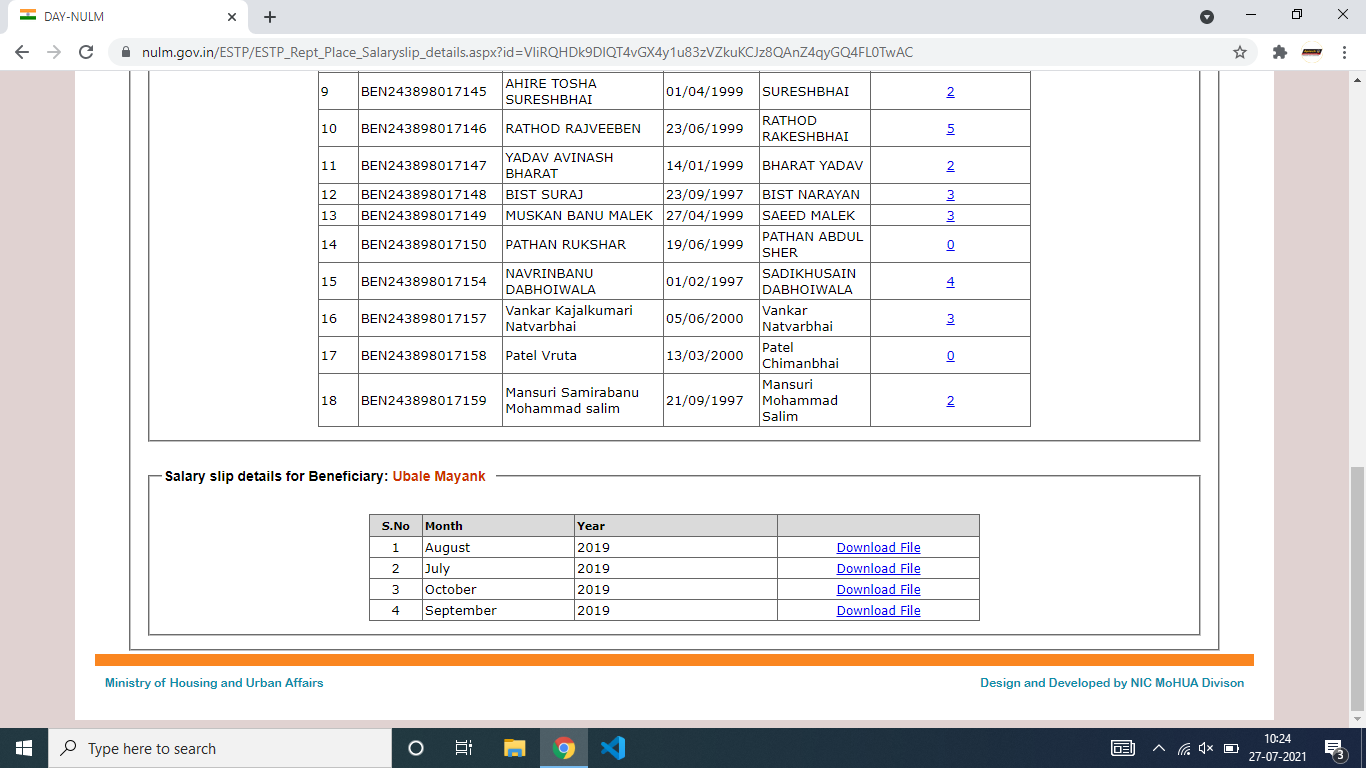 DAY-NULM
nulm.gov.in/ESTP/ESTP_Rept_Place_Salaryslip_details.aspx?id=VIiRQHDk9DlQT4vGX4y1u83zVZkuKCJz8QAnZ4qyGQ4FL0TwAC
9 BEN243898017145 AHIRE TOSHA SURESHBHAI 01/04/1999 SURESHBHAI 2
10 BEN243898017146 RATHOD RAJVEEBEN 23/06/1999 RATHOD RAKESHBHAI 5
11 BEN243898017147 YADAV AVINASH BHARAT 14/01/1999 BHARAT YADAV 2
12 BEN243898017148 BIST SURAJ 23/09/1997 BIST NARAYAN 3
13 BEN243898017149 MUSKAN BANU MALEK 27/04/1999 SAEED MALEK 3
14 BEN243898017150 PATHAN RUKSHAR 19/06/1999 PATHAN ABDUL SHER 0
15 BEN243898017154 NAVRINBANU DABHOIWALA 01/02/1997 SADIKHUSAIN DABHOIWALA 4
16 BEN243898017157 Vankar Kajalkumari Natvarbhai 05/06/2000 Vankar Natvarbhai 3
17 BEN243898017158 Patel Vruta 13/03/2000 Patel Chimanbhai 0
18 BEN243898017159 Mansuri Samirabanu Mohammad salim 21/09/1997 Mansuri Mohammad Salim 2
Salary slip details for Beneficiary: Ubale Mayank
S.No Month Year
1 August 2019 Download File
2 July 2019 Download File
3 October 2019 Download File
4 September 2019 Download File
Ministry of Housing and Urban Affairs Design and Developed by NIC MoHUA Divison
Type here to search
10:24
27-07-2021
3